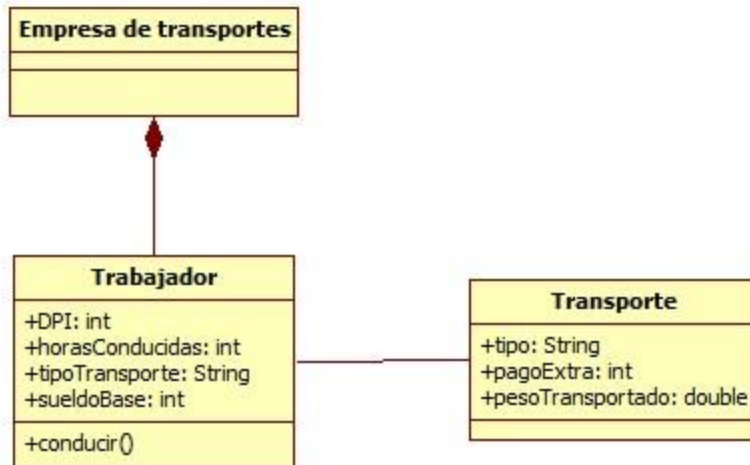 Empresa de transportes
Trabajador
+DPI: int
+horasConducidas: int
+tipoTransporte: String
+sueldoBase: int
+conducir()
Transporte
+tipo: String
+pagoExtra: int
+pesoTransportado: double